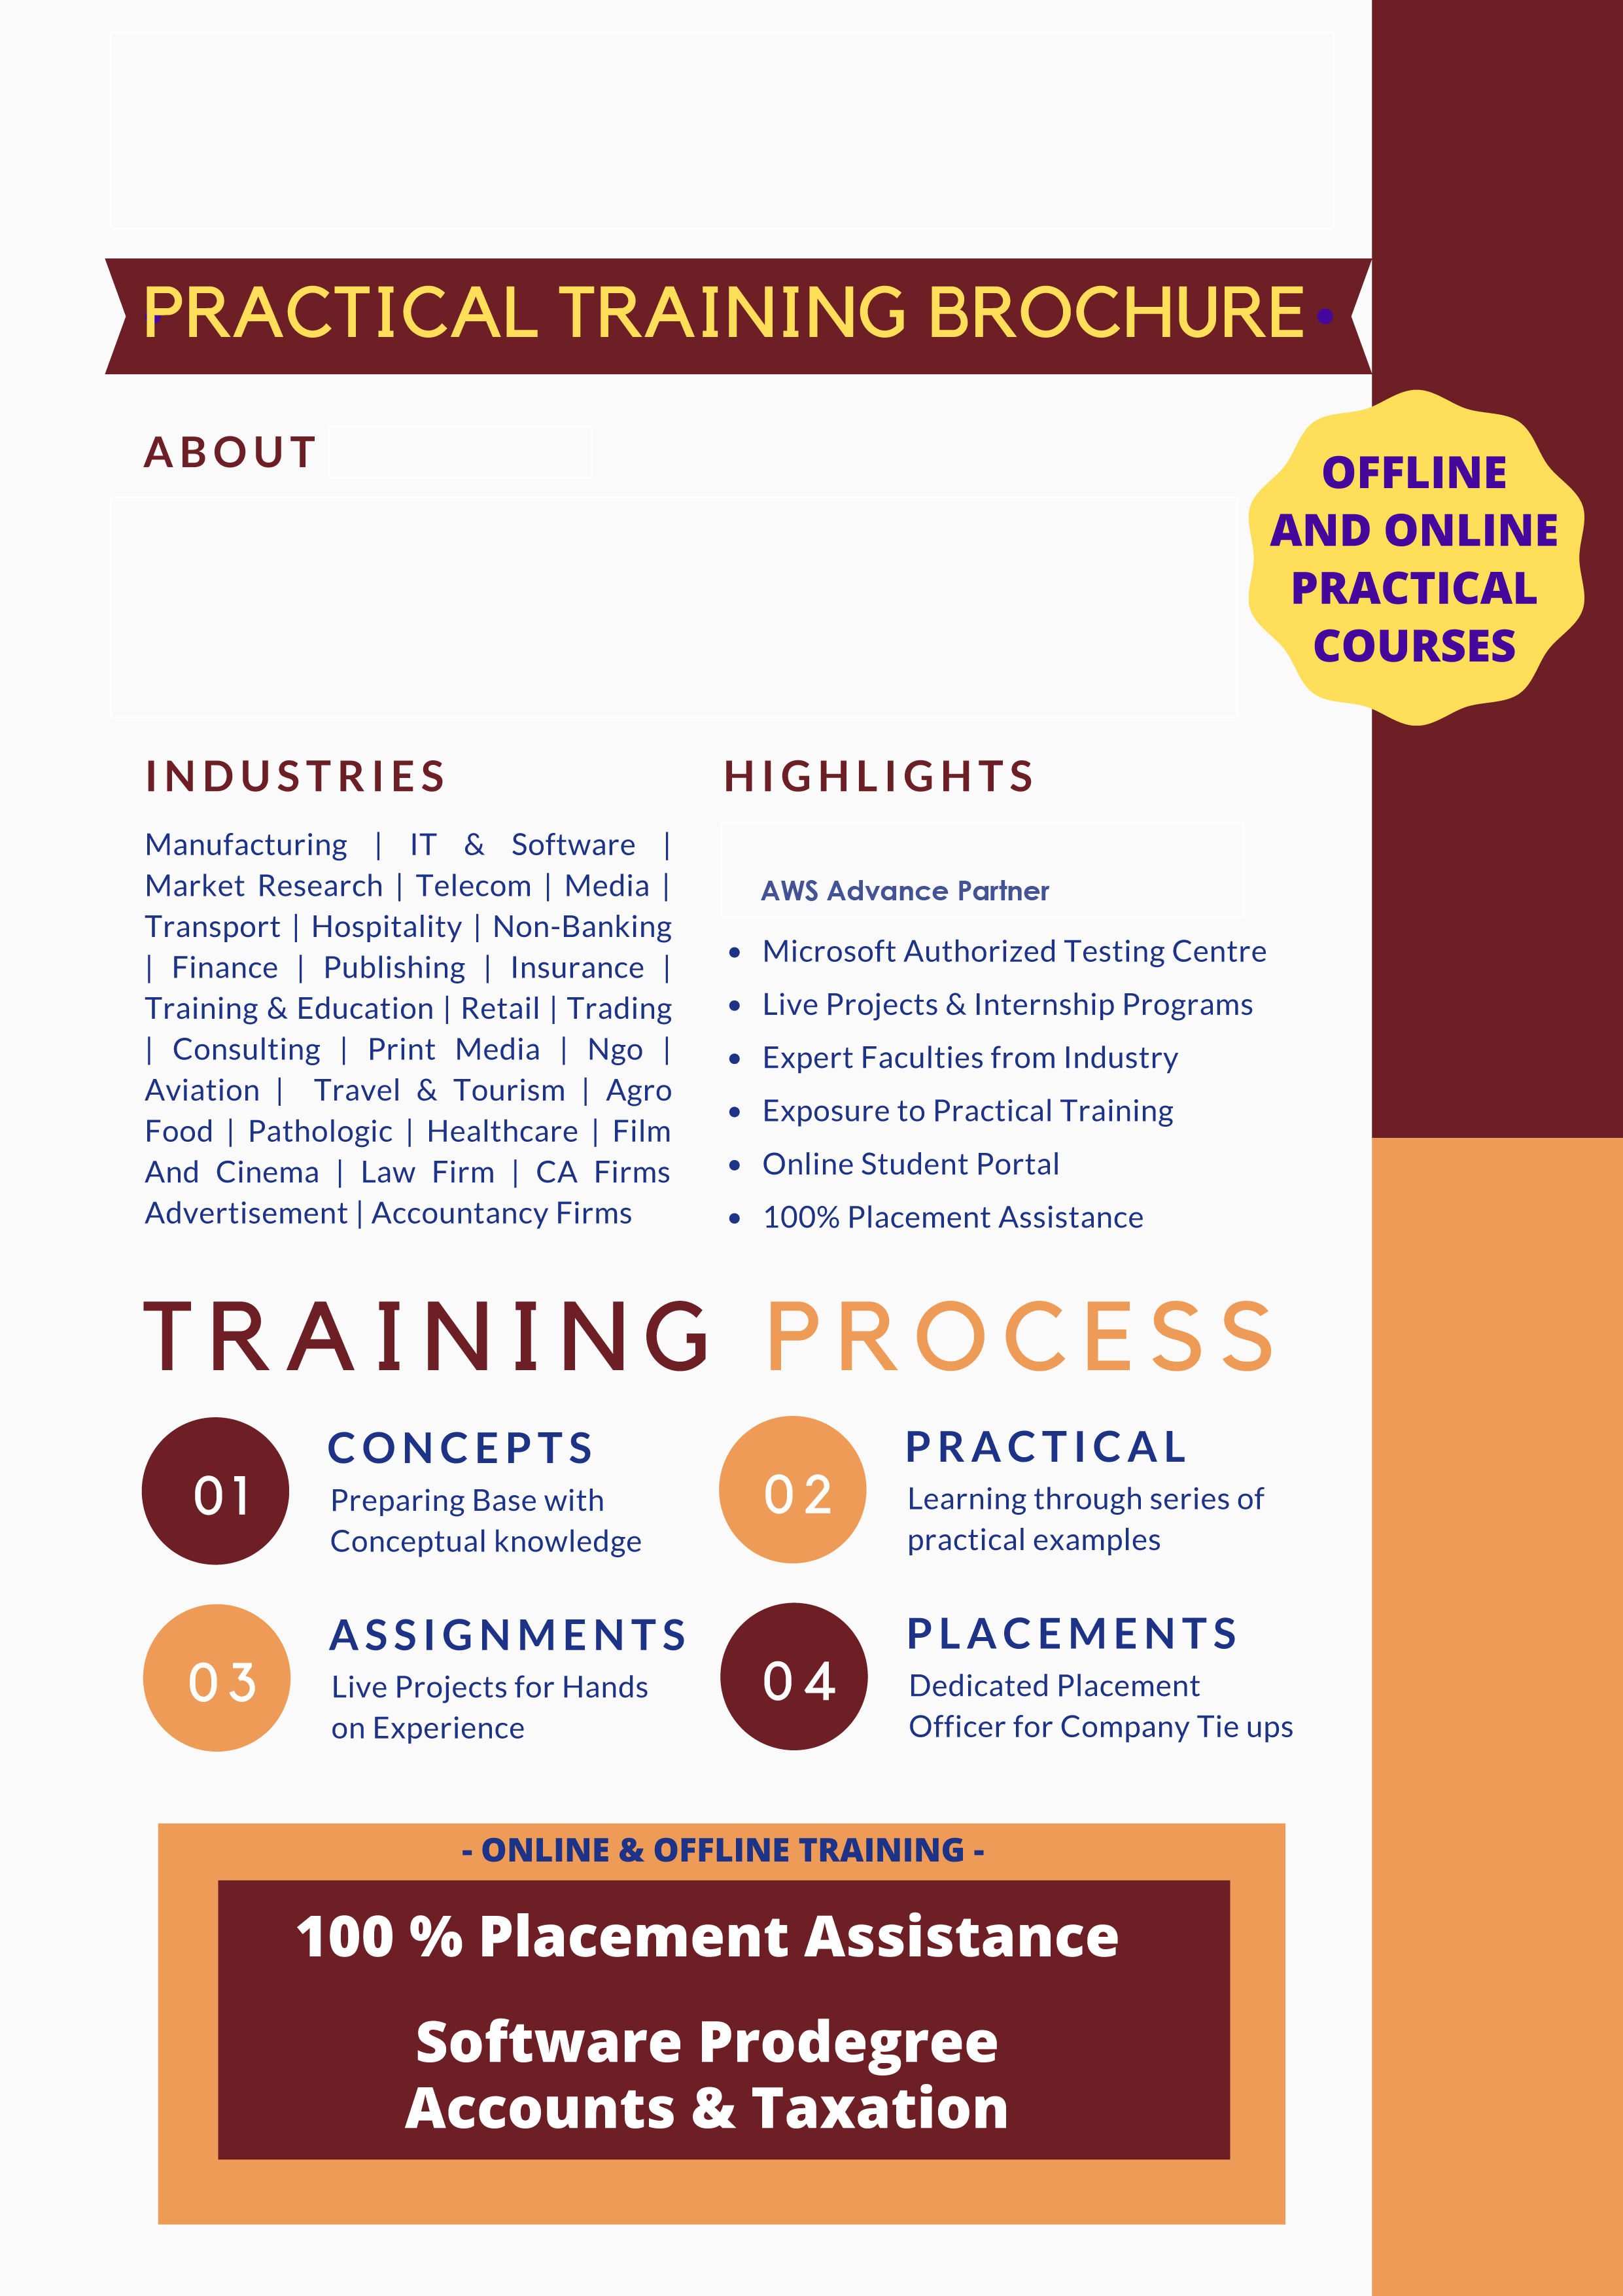 PRACTICAL TRAINING BROCHURE
ABOUT
OFFLINE
AND ONLINE
PRACTICAL
COURSES
INDUSTRIES
Manufacturing | IT & Software |
Market Research | Telecom | Media |
Transport | Hospitality | Non-Banking
| Finance | Publishing | Insurance |
Training & Education | Retail | Trading
| Consulting | Print Media | Ngo |
Aviation | Travel & Tourism | Agro
Food | Pathologic | Healthcare | Film
And Cinema | Law Firm | CA Firms
Advertisement | Accountancy Firms
HIGHLIGHTS
AWS Advance Partner
• Microsoft Authorized Testing Centre
• Live Projects & Internship Programs
• Expert Faculties from Industry
• Exposure to Practical Training
• Online Student Portal
• 100% Placement Assistance
TRAINING PROCESS
01
CONCEPTS
Preparing Base with
Conceptual knowledge
02
PRACTICAL
Learning through series of
practical examples
03
ASSIGNMENTS
Live Projects for Hands
on Experience
04
PLACEMENTS
Dedicated Placement
Officer for Company Tie ups
- ONLINE & OFFLINE TRAINING -
100 % Placement Assistance
Software Prodegree
Accounts & Taxation